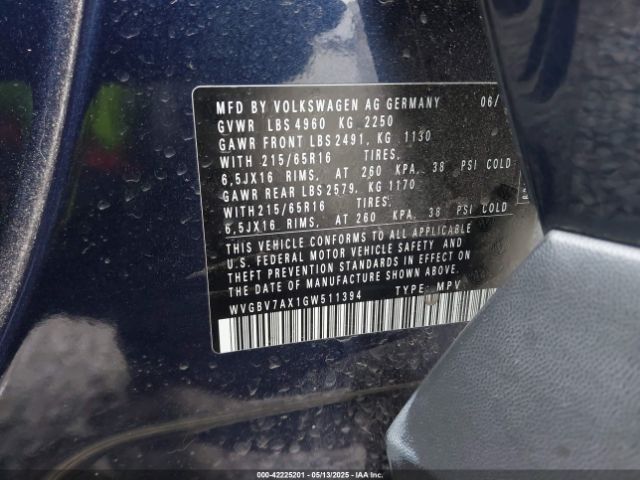 MFD BY VOLKSWAGEN AG GERMANY 06/
GVWR LBS 4960 KG 2250
GAWR FRONT LBS 2491, KG 1130
WITH 215/65R16 TIRES,
6,5JX16 RIMS, AT 260 KPA, 38 PSI COLD
GAWR REAR LBS 2579, KG 1170
WITH 215/65R16 TIRES,
6,5JX16 RIMS, AT 260 KPA, 38 PSI COLD
THIS VEHICLE CONFORMS TO ALL APPLICABLE
U.S. FEDERAL MOTOR VEHICLE SAFETY AND
THEFT PREVENTION STANDARDS IN EFFECT ON
THE DATE OF MANUFACTURE SHOWN ABOVE.
WVGBV7AX1GW511394 TYPE: MPV
000-42225201 - 05/13/2025 - IAAI.COM